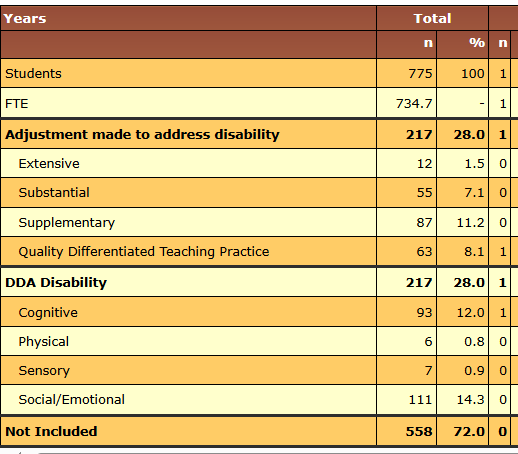 Years Total
n % n
Students 775 100 1
FTE 734.7 - 1
Adjustment made to address disability 217 28.0 1
Extensive 12 1.5 0
Substantial 55 7.1 0
Supplementary 87 11.2 0
Quality Differentiated Teaching Practice 63 8.1 1
DDA Disability 217 28.0 1
Cognitive 93 12.0 1
Physical 6 0.8 0
Sensory 7 0.9 0
Social/Emotional 111 14.3 0
Not Included 558 72.0 0